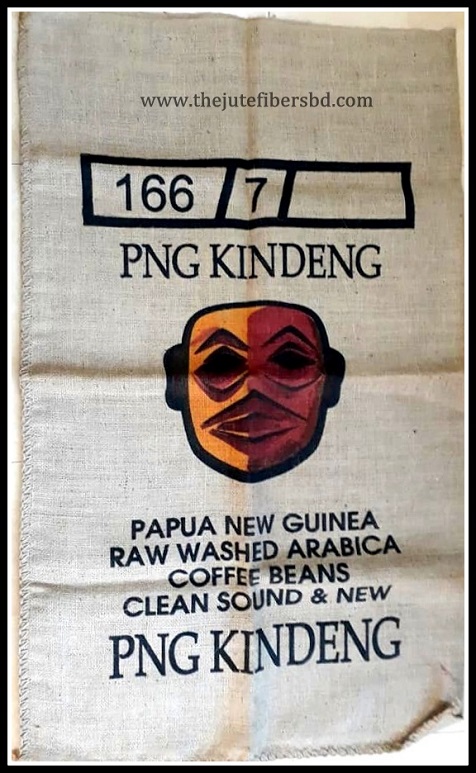 www.thejutefibersbd.com
166 7
PNG KINDENG
PAPUA NEW GUINEA
RAW WASHED ARABICA
COFFEE BEANS
CLEAN SOUND & NEW
PNG KINDENG